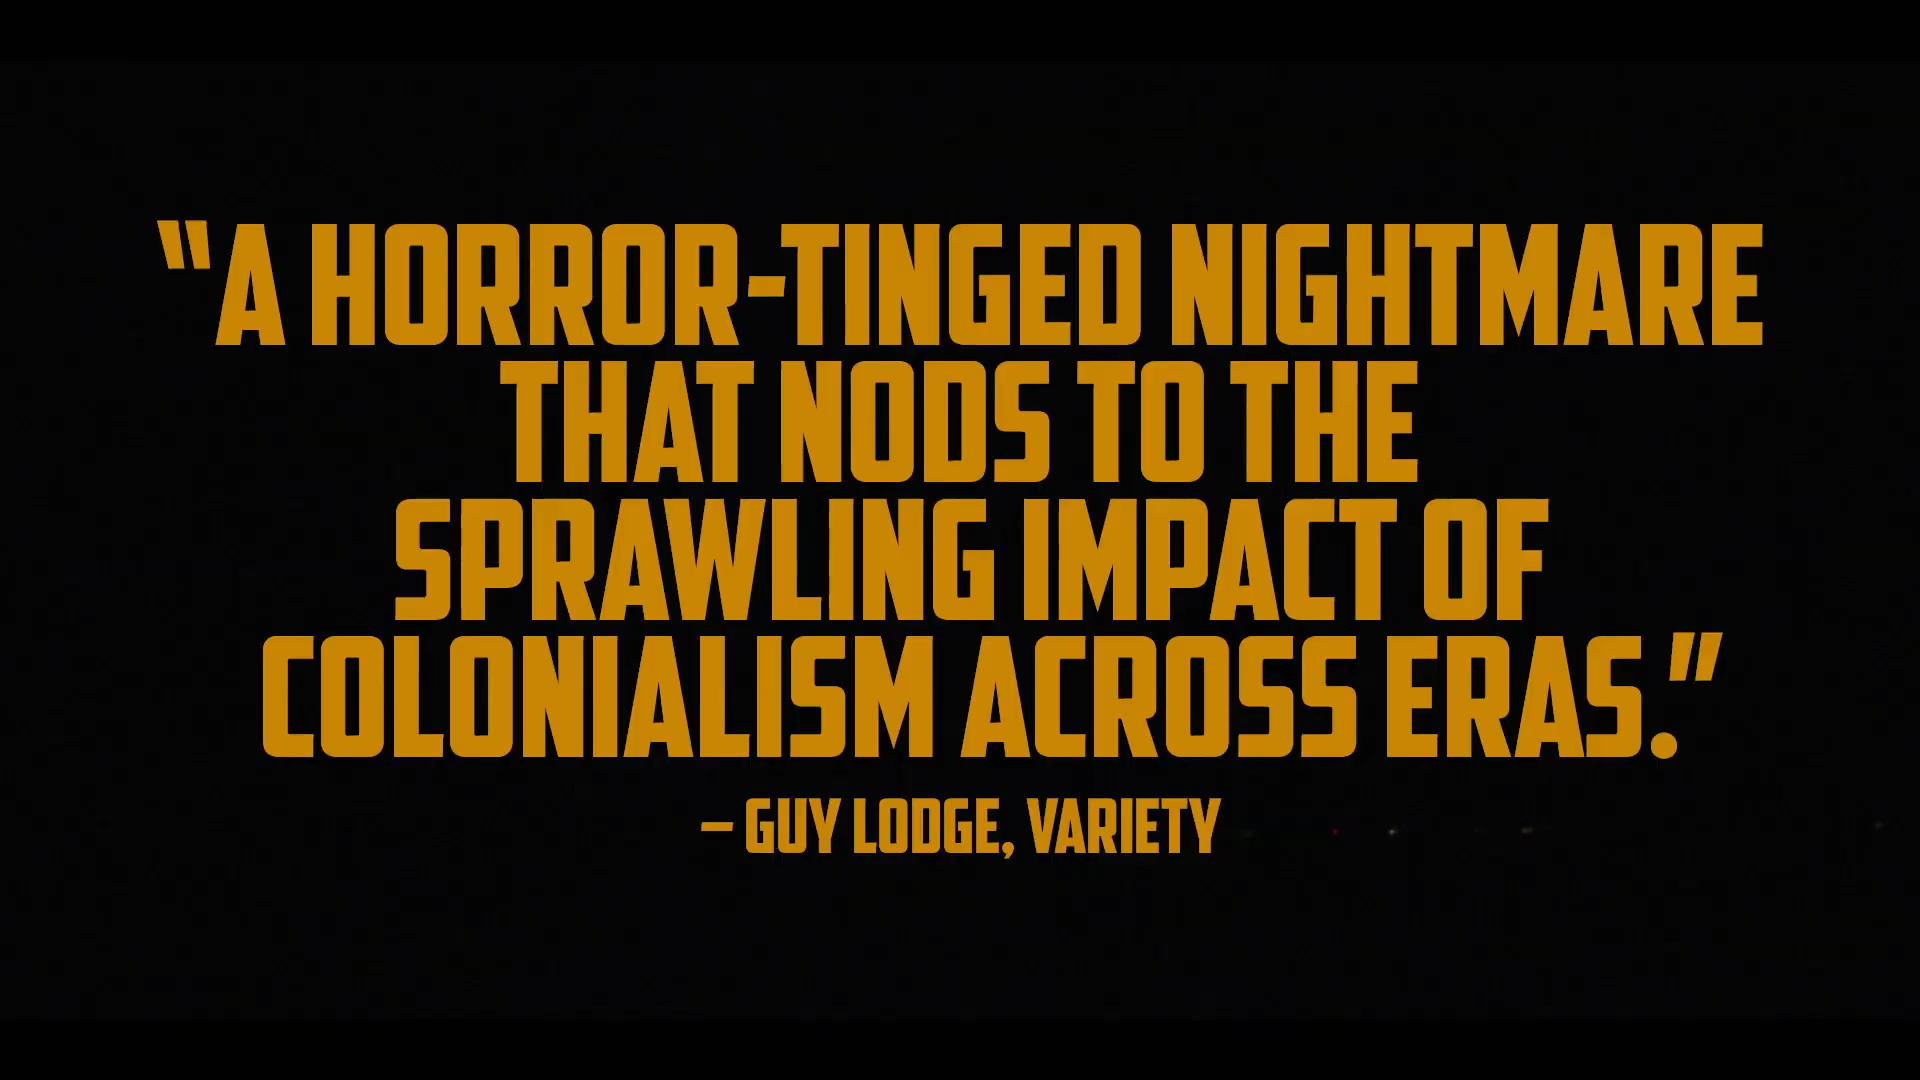 “A HORROR-TINGED NIGHTMARE
THAT NODS TO THE
SPRAWLING IMPACT OF
COLONIALISM ACROSS ERAS.”
– GUY LODGE, VARIETY